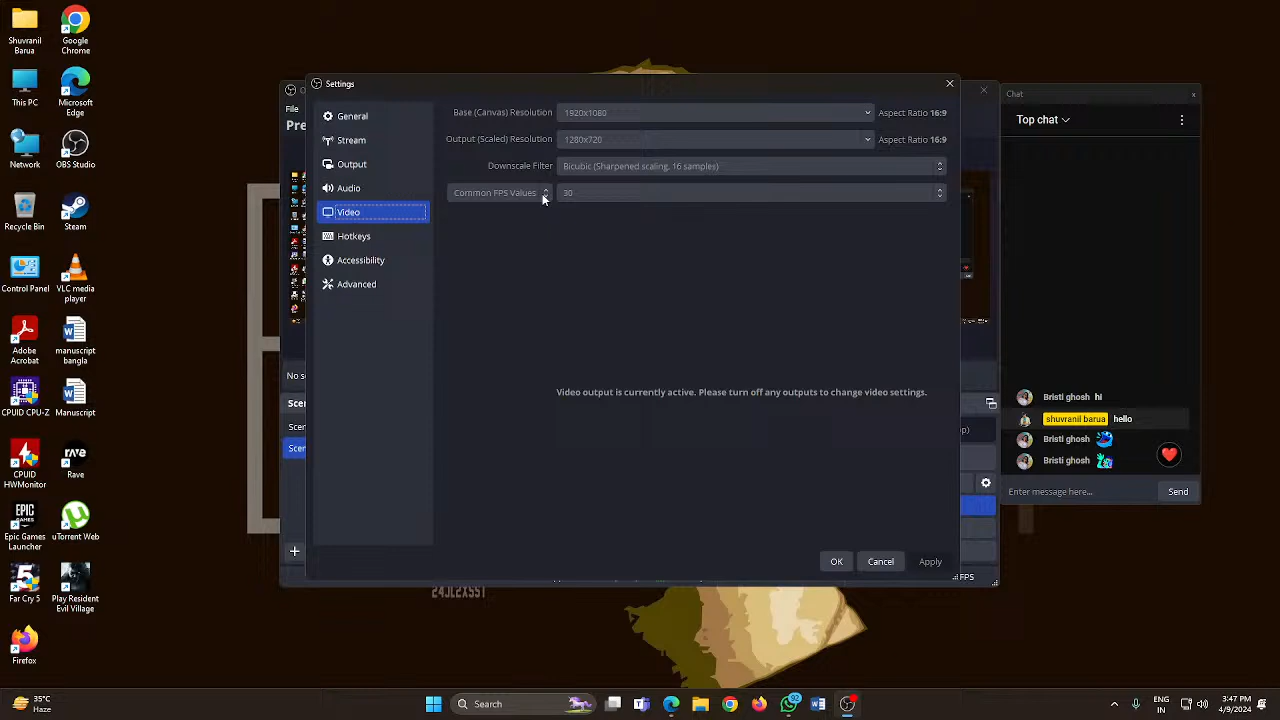 Shuvranil Barua
Google Chrome
This PC
Microsoft Edge
Network
OBS Studio
Recycle Bin
Steam
Control Panel
VLC media player
Adobe Acrobat
manuscript bangla
CPUID CPU-Z
Manuscript
CPUID HWMonitor
Rave
Epic Games Launcher
uTorrent Web
Far Cry 5
Play Resident Evil Village
Firefox
Settings
File
General
Stream
Output
Audio
Video
Hotkeys
Accessibility
Advanced
Base (Canvas) Resolution 1920x1080 Aspect Ratio 16:9
Output (Scaled) Resolution 1280x720 Aspect Ratio 16:9
Downscale Filter Bicubic (Sharpened scaling, 16 samples)
Common FPS Values 30
Video output is currently active. Please turn off any outputs to change video settings.
OK Cancel Apply
FPS
Chat
Top chat
Bristi ghosh hi
shuvranil barua hello
Bristi ghosh
Bristi ghosh
Enter message here... Send
35°C
Haze
Search
92
ENG
IN
3:47 PM
4/9/2024